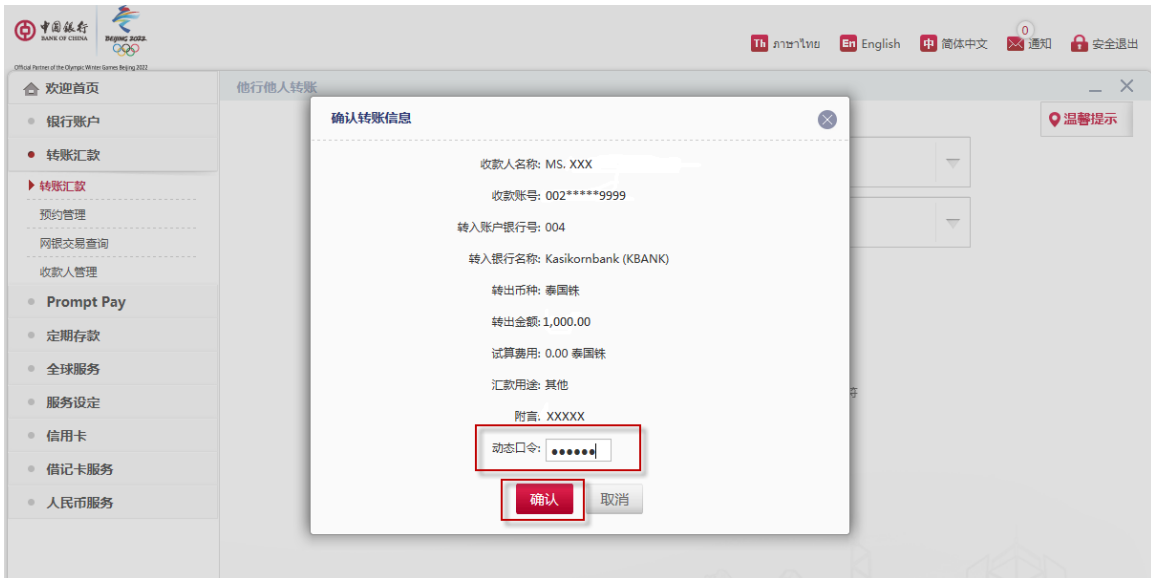 中国银行
BANK OF CHINA
BEIJING 2022
Official Partner of the Olympic Winter Games Beijing 2022
Th ภาษาไทย En English 中 简体中文 0 通知 安全退出
欢迎首页
银行账户
转账汇款
转账汇款
预约管理
网银交易查询
收款人管理
Prompt Pay
定期存款
全球服务
服务设定
信用卡
借记卡服务
人民币服务
他行他人转账
温馨提示
确认转账信息
收款人名称: MS. XXX
收款账号: 002*****9999
转入账户银行号: 004
转入银行名称: Kasikornbank (KBANK)
转出币种: 泰国铢
转出金额: 1,000.00
试算费用: 0.00 泰国铢
汇款用途: 其他
附言: XXXXX
动态口令: ●●●●●●
确认 取消